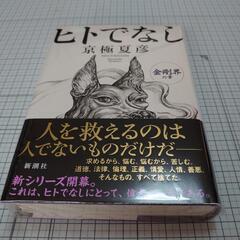 ヒトでなし
京極夏彦
金剛界の章
新潮社
人を救えるのは
人でないものだけだ――
求めるから、悩む。悩むから、苦しむ。
道徳、法律、倫理、正義、情愛、人情、善悪、
そんなもの、すべて捨てた。
新シリーズ開幕。
これは、ヒトでなしにとって、